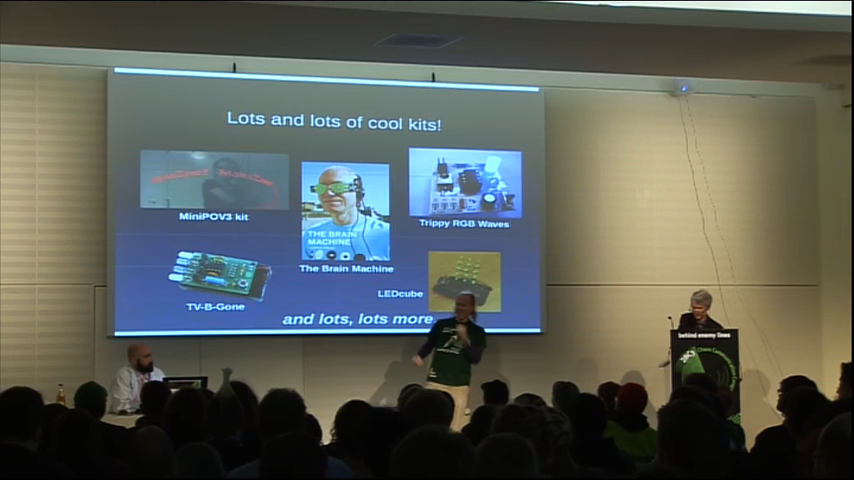 Lots and lots of cool kits!
MiniPOV3 kit
THE BRAIN
MACHINE
The Brain Machine
Trippy RGB Waves
TV-B-Gone
LEDcube
and lots, lots more
behind enemy lines